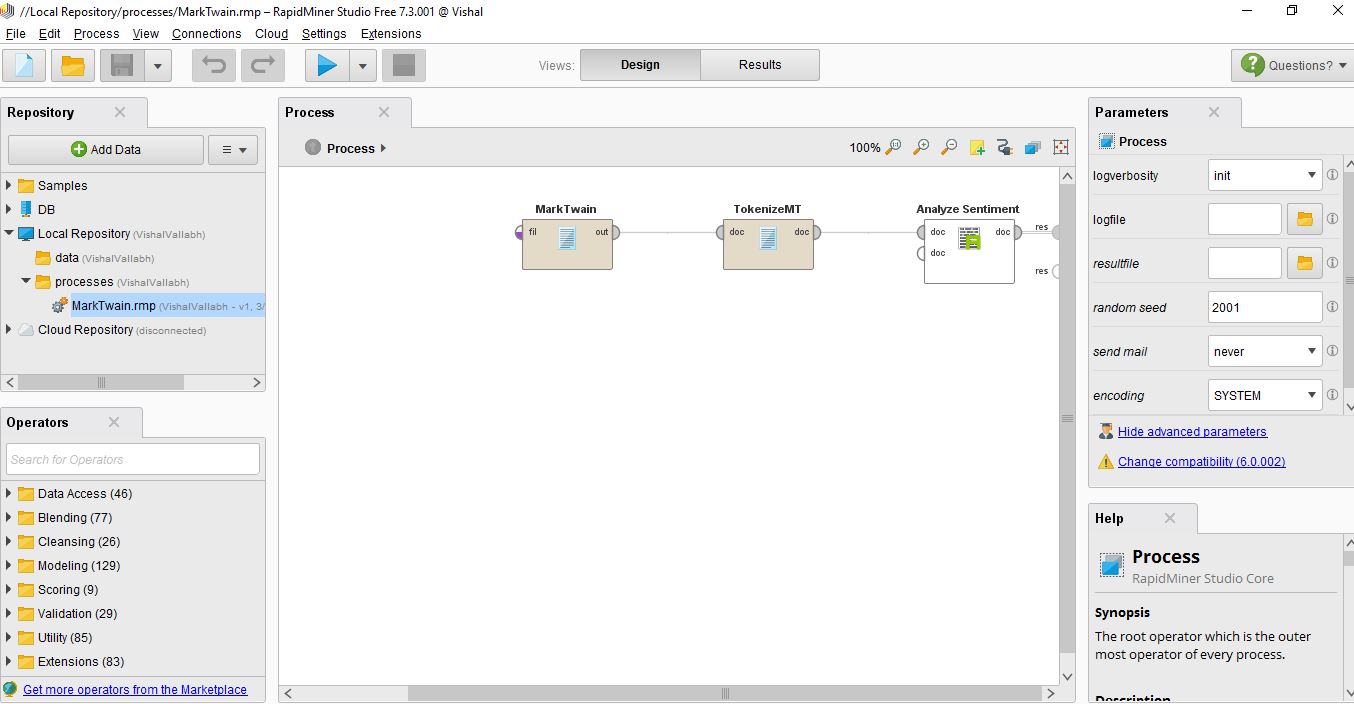 //Local Repository/processes/MarkTwain.rmp – RapidMiner Studio Free 7.3.001 @ Vishal
File Edit Process View Connections Cloud Settings Extensions
Views: Design Results Questions?
Repository
Add Data
Samples
DB
Local Repository (VishalVallabh)
data (VishalVallabh)
processes (VishalVallabh)
MarkTwain.rmp (VishalVallabh - v1, 3/
Cloud Repository (disconnected)
Operators
Search for Operators
Data Access (46)
Blending (77)
Cleansing (26)
Modeling (129)
Scoring (9)
Validation (29)
Utility (85)
Extensions (83)
Get more operators from the Marketplace
Process
Process
100%
MarkTwain
fil out
TokenizeMT
doc doc
Analyze Sentiment
doc doc
doc
res
res
Parameters
Process
logverbosity init
logfile
resultfile
random seed 2001
send mail never
encoding SYSTEM
Hide advanced parameters
Change compatibility (6.0.002)
Help
Process
RapidMiner Studio Core
Synopsis
The root operator which is the outer
most operator of every process.
Description